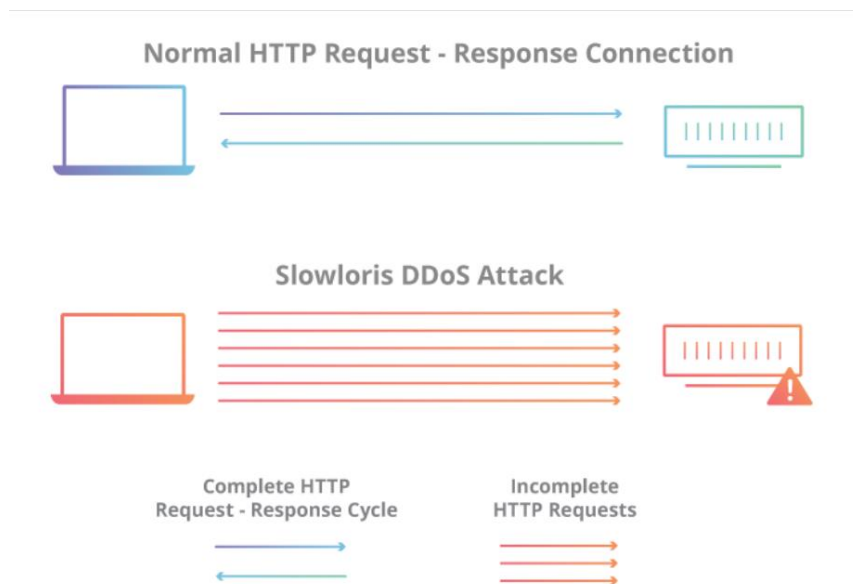 Normal HTTP Request - Response Connection
Slowloris DDoS Attack
Complete HTTP
Request - Response Cycle
Incomplete
HTTP Requests